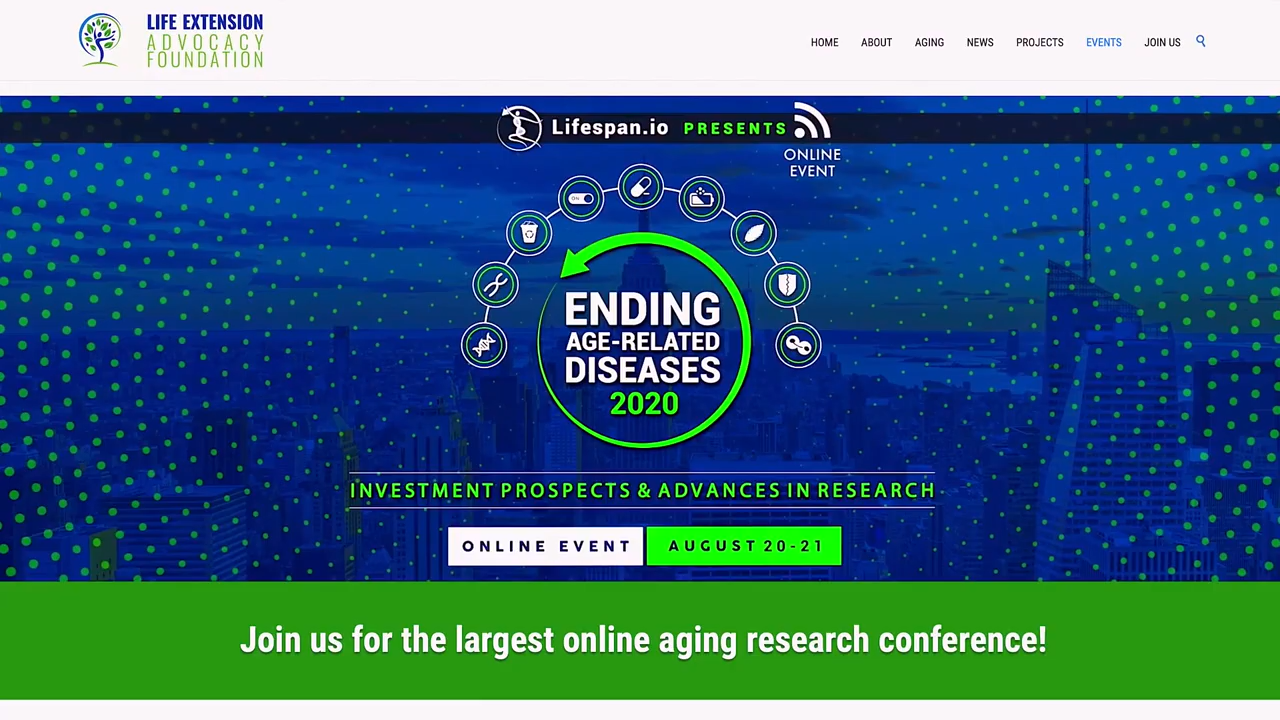 LIFE EXTENSION
ADVOCACY
FOUNDATION
HOME ABOUT AGING NEWS PROJECTS EVENTS JOIN US
Lifespan.io PRESENTS
ONLINE
EVENT
ON
ENDING
AGE-RELATED
DISEASES
2020
INVESTMENT PROSPECTS & ADVANCES IN RESEARCH
ONLINE EVENT AUGUST 20-21
Join us for the largest online aging research conference!